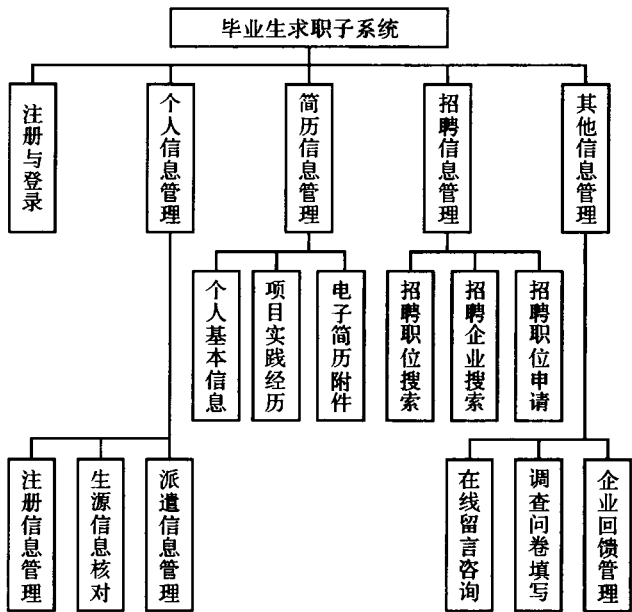 毕业生求职子系统
注册与登录
个人信息管理
简历信息管理
招聘信息管理
其他信息管理
个人基本信息
项目实践经历
电子简历附件
招聘职位搜索
招聘企业搜索
招聘职位申请
注册信息管理
生源信息核对
派遣信息管理
在线留言咨询
调查问卷填写
企业回馈管理